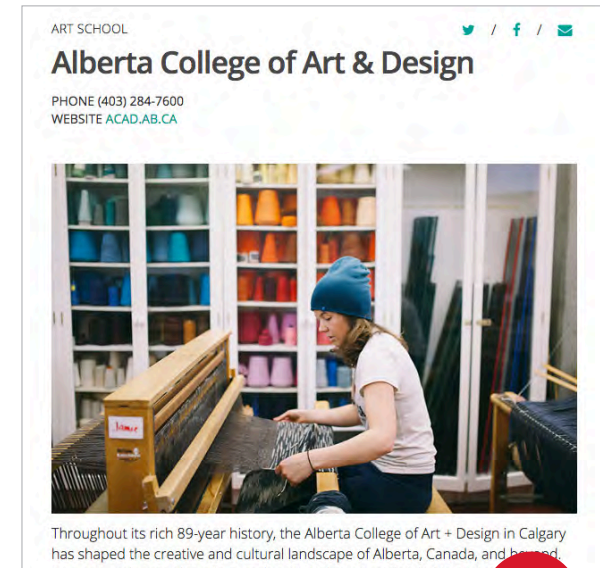 ART SCHOOL
/ /
Alberta College of Art & Design
PHONE (403) 284-7600
WEBSITE ACAD.AB.CA
Jamie
Throughout its rich 89-year history, the Alberta College of Art + Design in Calgary
has shaped the creative and cultural landscape of Alberta, Canada, and beyond.